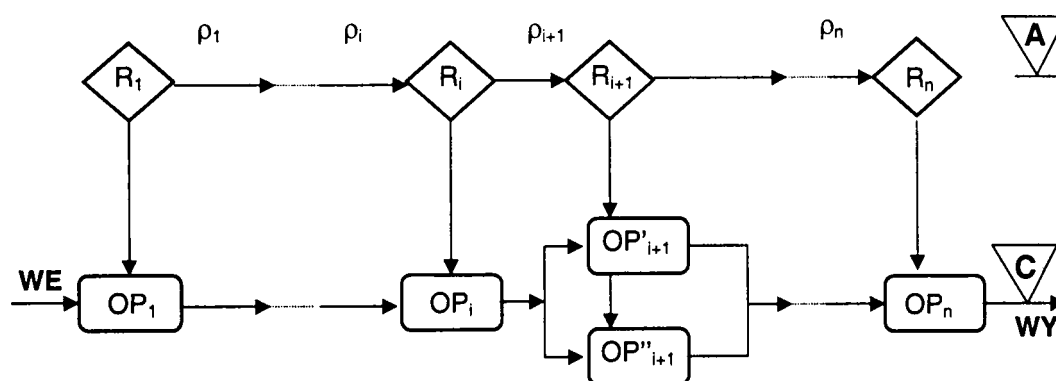 ρ₁ ρᵢ ρᵢ₊₁ ρₙ A
R₁ Rᵢ Rᵢ₊₁ Rₙ
OP'ᵢ₊₁
WE OP₁ OPᵢ OPₙ C
WY
OP''ᵢ₊₁